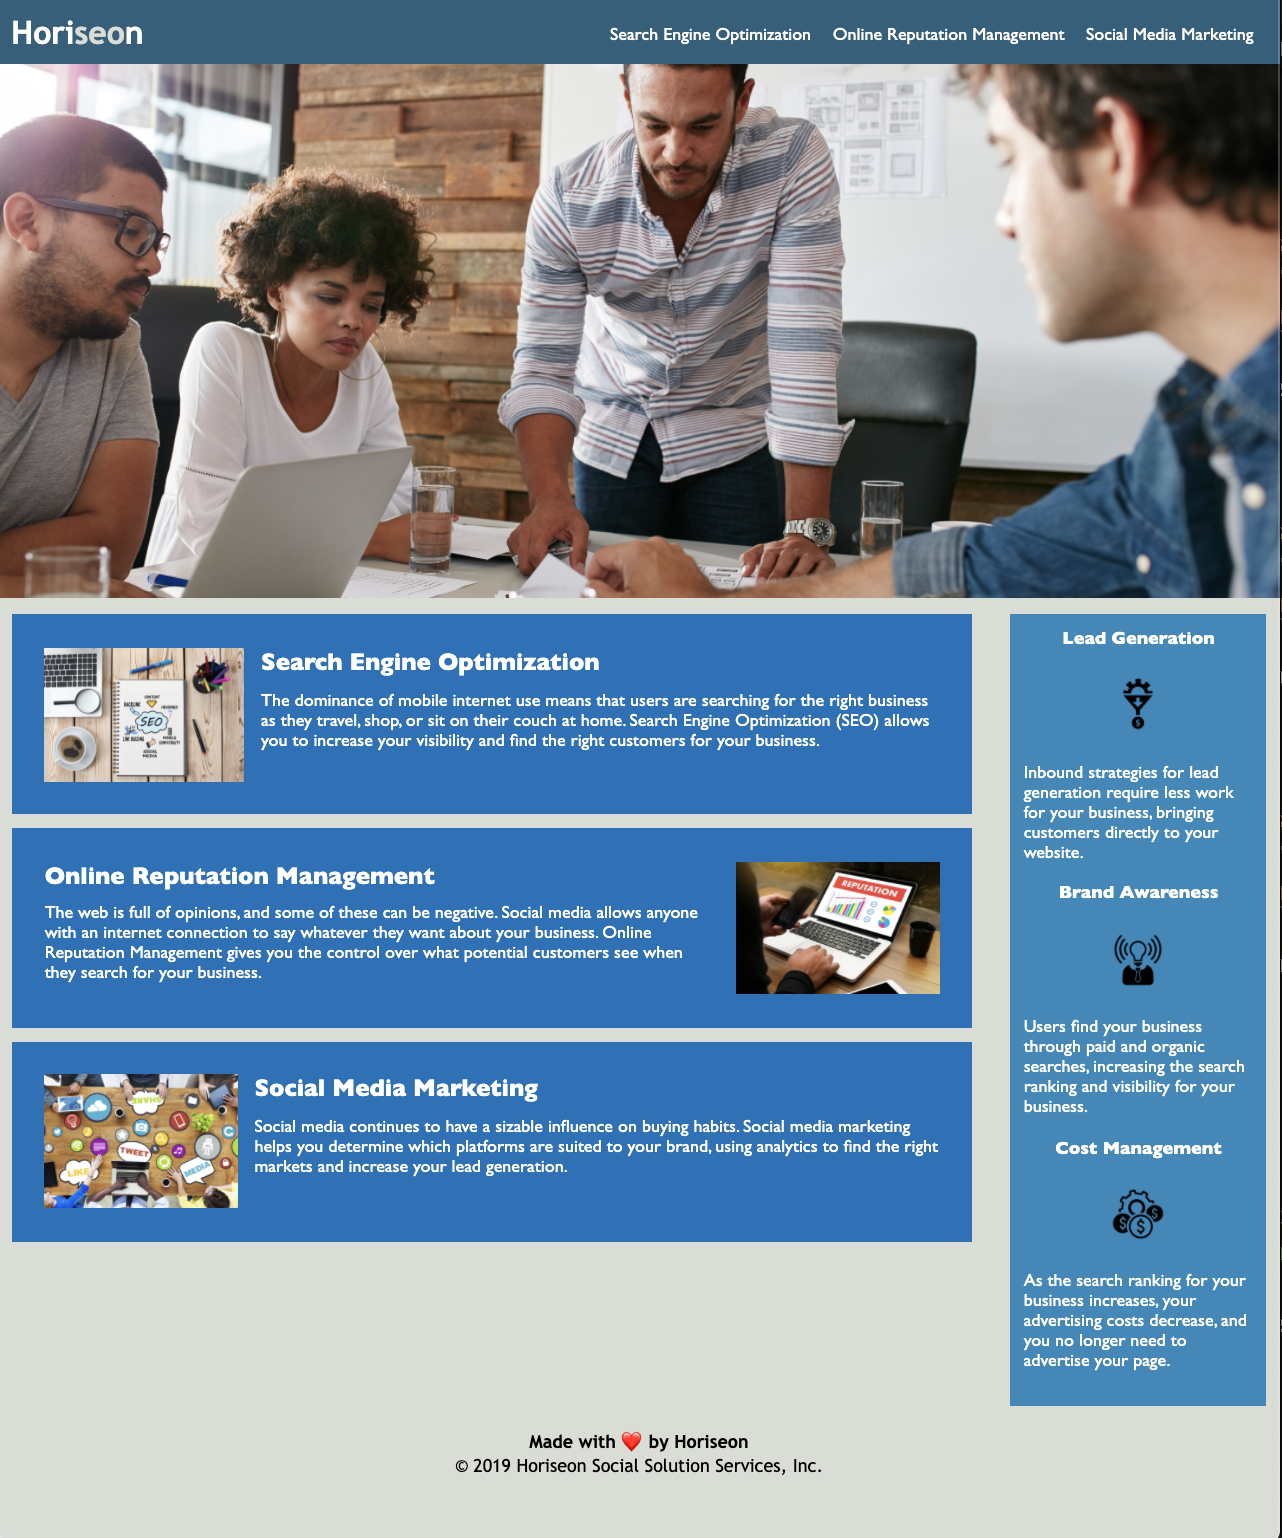 Horiseon
Search Engine Optimization Online Reputation Management Social Media Marketing
Search Engine Optimization
The dominance of mobile internet use means that users are searching for the right business
as they travel, shop, or sit on their couch at home. Search Engine Optimization (SEO) allows
you to increase your visibility and find the right customers for your business.
CONTENT
BACKLINK
SEO
LINK BUILDING
SOCIAL
MEDIA
Online Reputation Management
The web is full of opinions, and some of these can be negative. Social media allows anyone
with an internet connection to say whatever they want about your business. Online
Reputation Management gives you the control over what potential customers see when
they search for your business.
REPUTATION
Social Media Marketing
Social media continues to have a sizable influence on buying habits. Social media marketing
helps you determine which platforms are suited to your brand, using analytics to find the right
markets and increase your lead generation.
SHARE
TWEET
LIKE
MEDIA
Lead Generation
$
Inbound strategies for lead
generation require less work
for your business, bringing
customers directly to your
website.
Brand Awareness
Users find your business
through paid and organic
searches, increasing the search
ranking and visibility for your
business.
Cost Management
$ $ $
As the search ranking for your
business increases, your
advertising costs decrease, and
you no longer need to
advertise your page.
Made with ❤️ by Horiseon
© 2019 Horiseon Social Solution Services, Inc.